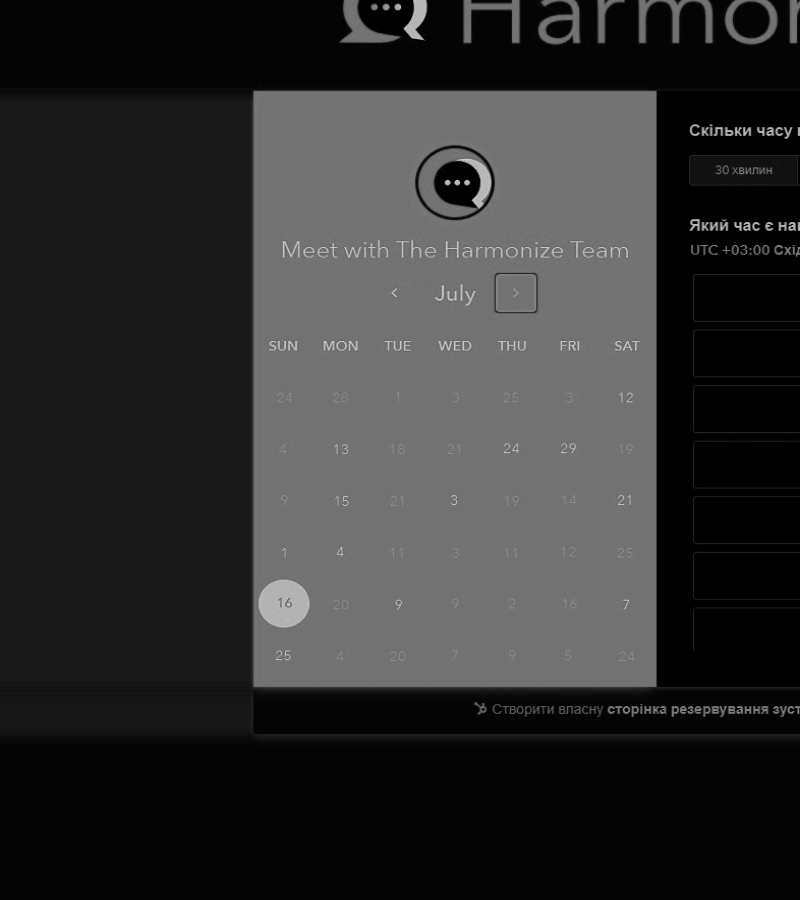 Harmon
Скільки часу
30 хвилин
Meet with The Harmonize Team
Який час є
UTC +03:00
July
SUN MON TUE WED THU FRI SAT
24 28 1 3 25 3 12
4 13 18 21 24 29 19
9 15 21 3 19 14 21
1 4 11 3 11 12 25
16 20 9 9 2 16 7
25 4 20 7 9 5 24
Створити власну сторінка резервування